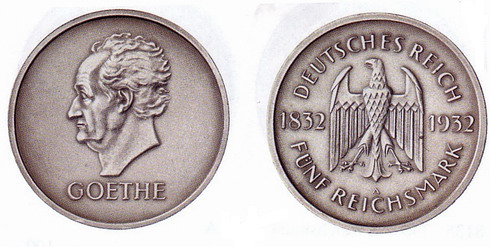 GOETHE
DEUTSCHES REICH
1832 1932
FÜNF REICHSMARK
A